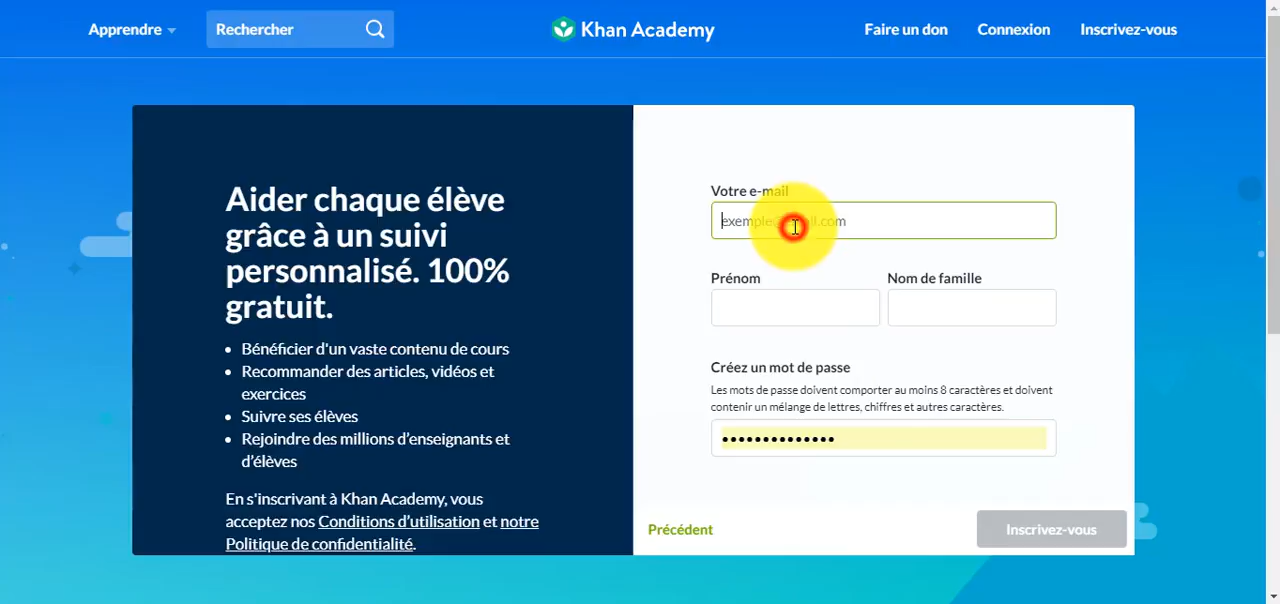 Apprendre
Rechercher
Khan Academy
Faire un don
Connexion
Inscrivez-vous
Aider chaque élève
grâce à un suivi
personnalisé. 100%
gratuit.
• Bénéficier d'un vaste contenu de cours
• Recommander des articles, vidéos et
exercices
• Suivre ses élèves
• Rejoindre des millions d’enseignants et
d’élèves
En s'inscrivant à Khan Academy, vous
acceptez nos Conditions d’utilisation et notre
Politique de confidentialité.
Votre e-mail
Prénom
Nom de famille
Créez un mot de passe
Les mots de passe doivent comporter au moins 8 caractères et doivent
contenir un mélange de lettres, chiffres et autres caractères.
••••••••••••••
Précédent
Inscrivez-vous